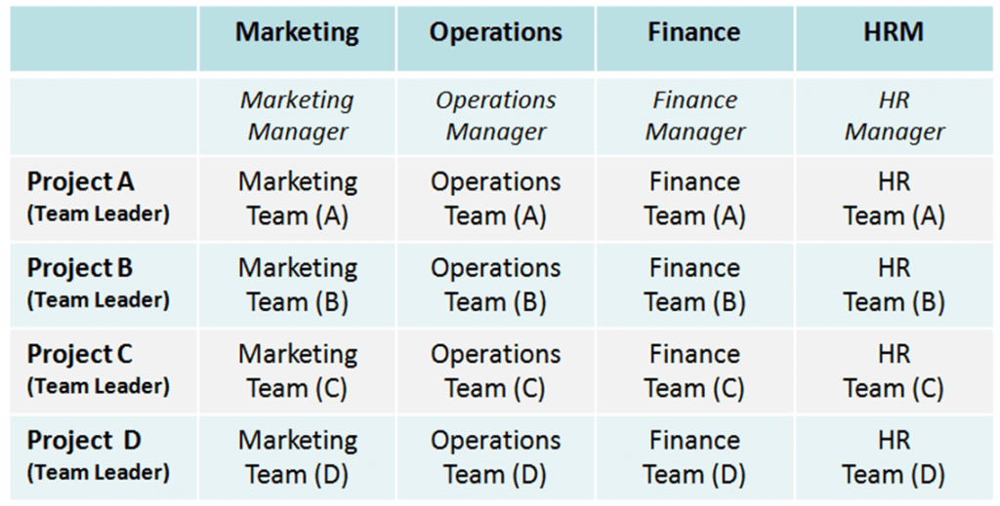 Marketing Operations Finance HRM
Marketing Operations Finance HR
Manager Manager Manager Manager
Project A Marketing Operations Finance HR
(Team Leader) Team (A) Team (A) Team (A) Team (A)
Project B Marketing Operations Finance HR
(Team Leader) Team (B) Team (B) Team (B) Team (B)
Project C Marketing Operations Finance HR
(Team Leader) Team (C) Team (C) Team (C) Team (C)
Project D Marketing Operations Finance HR
(Team Leader) Team (D) Team (D) Team (D) Team (D)